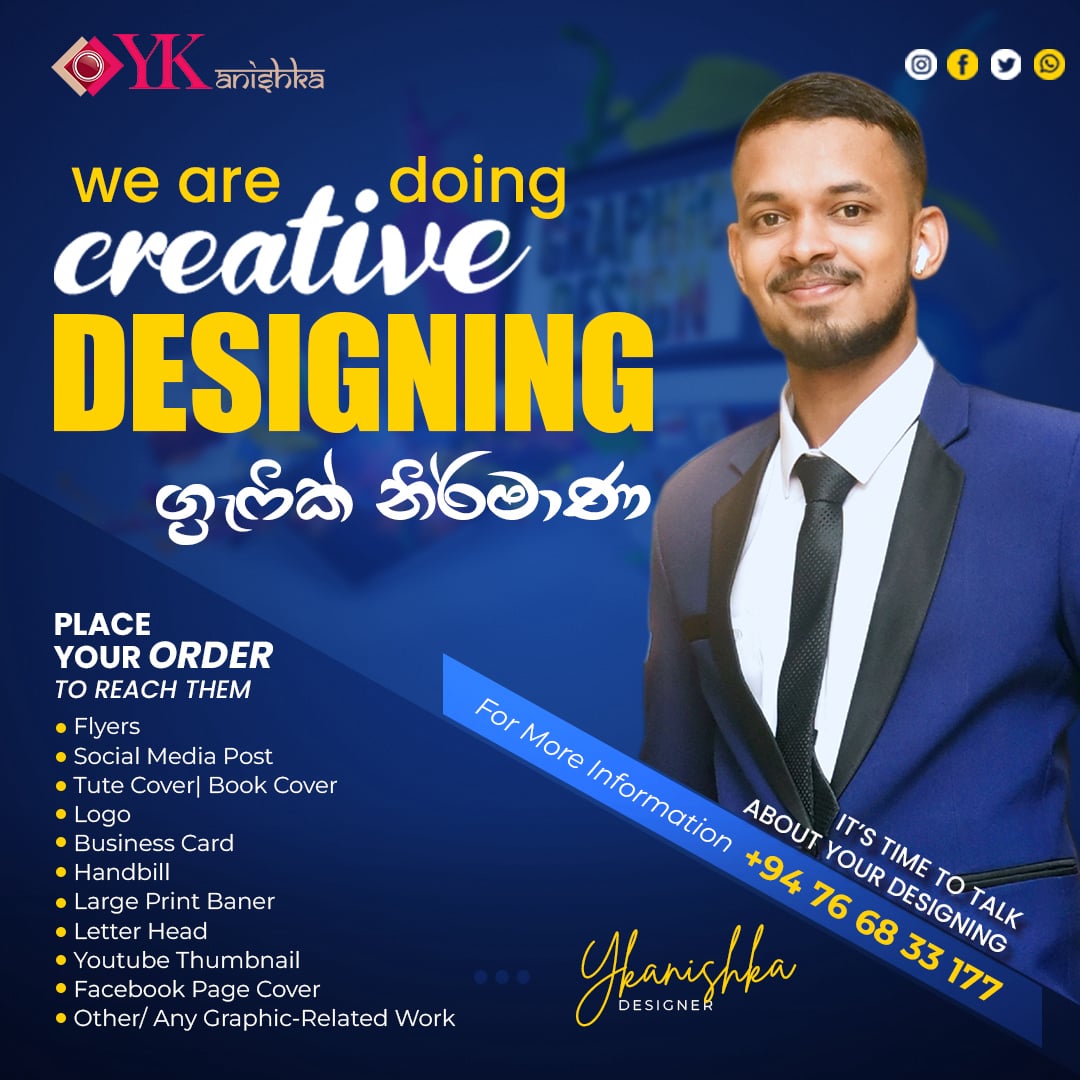 YKanishka
we are doing
creative
DESIGNING
ග්‍රැෆික් නිර්මාණ
PLACE
YOUR ORDER
TO REACH THEM
Flyers
Social Media Post
Tute Cover| Book Cover
Logo
Business Card
Handbill
Large Print Baner
Letter Head
Youtube Thumbnail
Facebook Page Cover
Other/ Any Graphic-Related Work
IT'S TIME TO TALK
ABOUT YOUR DESIGNING
For More Information +94 76 68 33 177
Ykanishka
DESIGNER
GRAPHIC
DESIGN